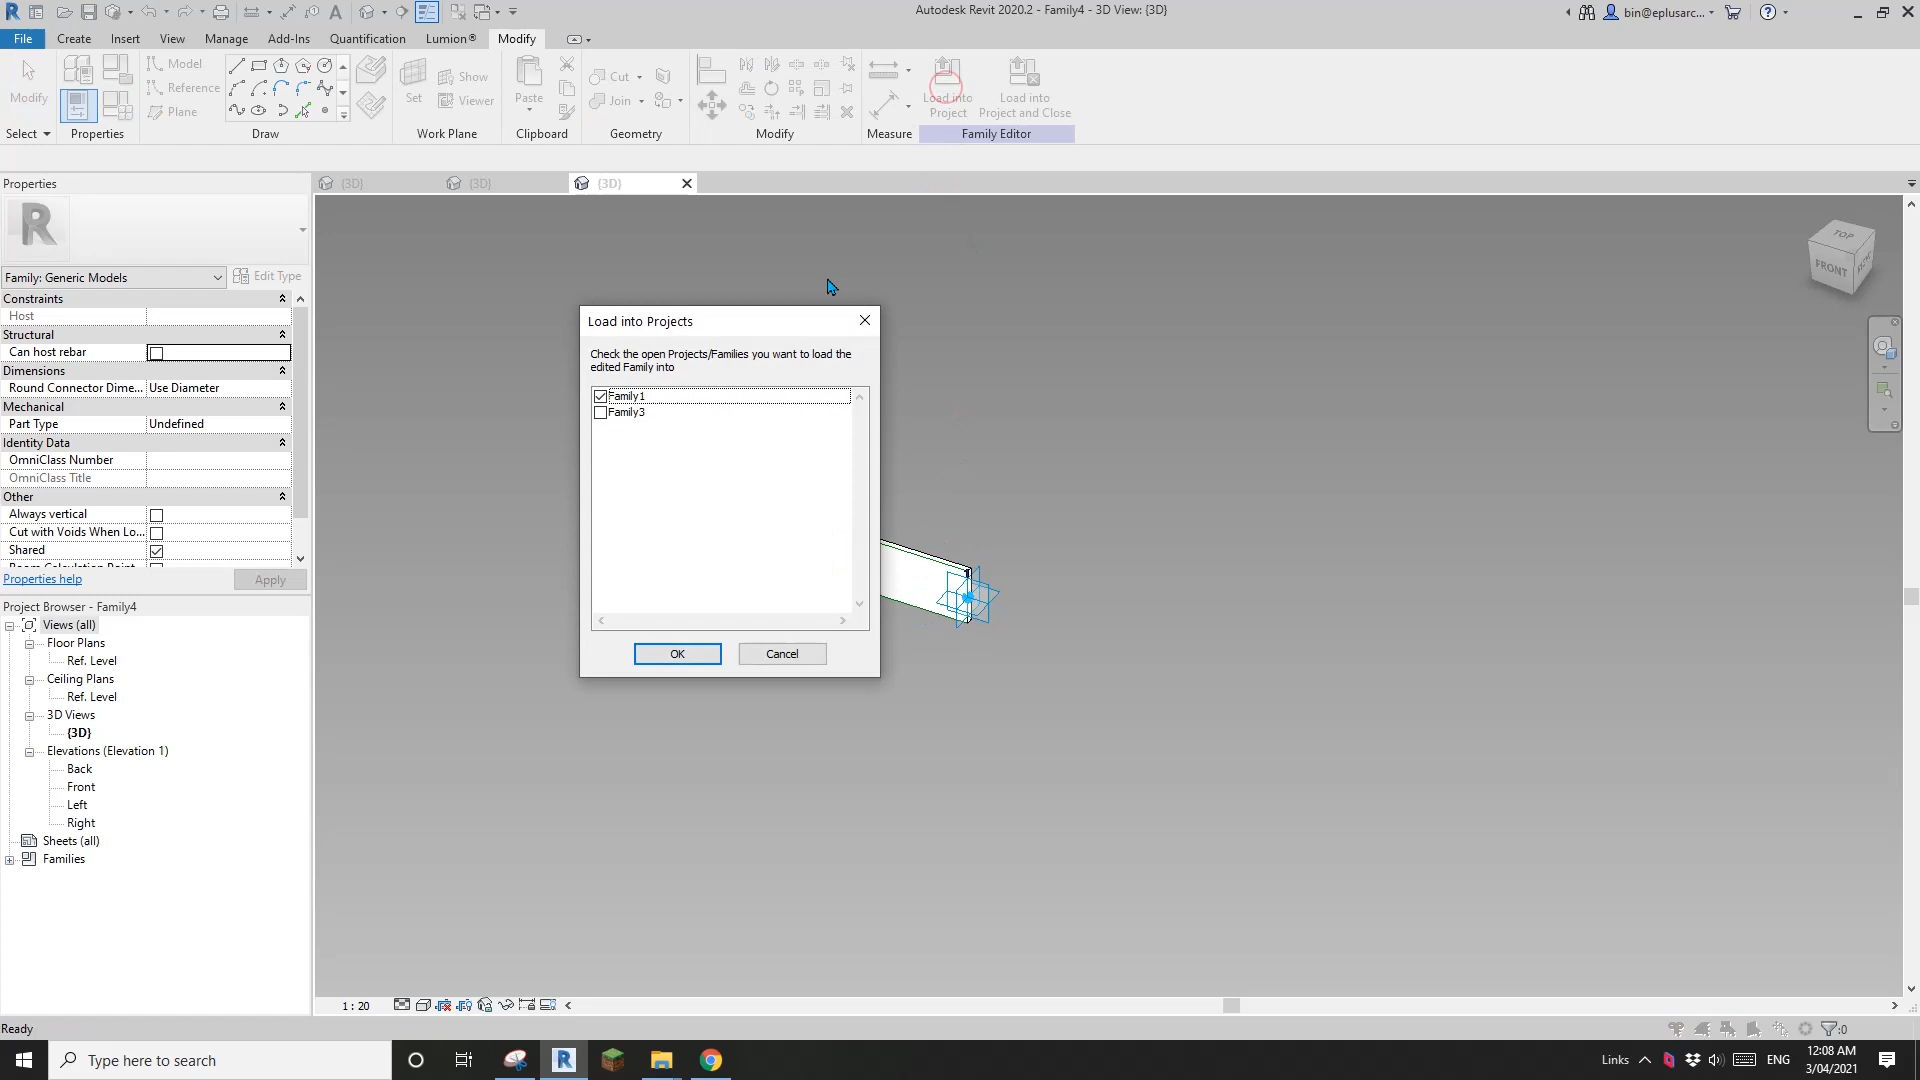 Autodesk Revit 2020.2 - Family4 - 3D View: {3D}
bin@eplusarc...
File Create Insert View Manage Add-Ins Quantification Lumion® Modify
Modify
Model
Reference
Plane
Set
Show
Viewer
Paste
Cut
Join
Load into
Project
Load into
Project and Close
Select Properties Draw Work Plane Clipboard Geometry Modify Measure Family Editor
Properties
{3D} {3D} {3D}
R
Family: Generic Models Edit Type
Constraints
Host
Structural
Can host rebar
Dimensions
Round Connector Dime... Use Diameter
Mechanical
Part Type Undefined
Identity Data
OmniClass Number
OmniClass Title
Other
Always vertical
Cut with Voids When Lo...
Shared
Properties help Apply
Project Browser - Family4
Views (all)
Floor Plans
Ref. Level
Ceiling Plans
Ref. Level
3D Views
{3D}
Elevations (Elevation 1)
Back
Front
Left
Right
Sheets (all)
Families
Load into Projects
Check the open Projects/Families you want to load the
edited Family into
Family1
Family3
OK Cancel
TOP
FRONT
1 : 20
Ready
:0
Type here to search
Links ENG
12:08 AM
3/04/2021